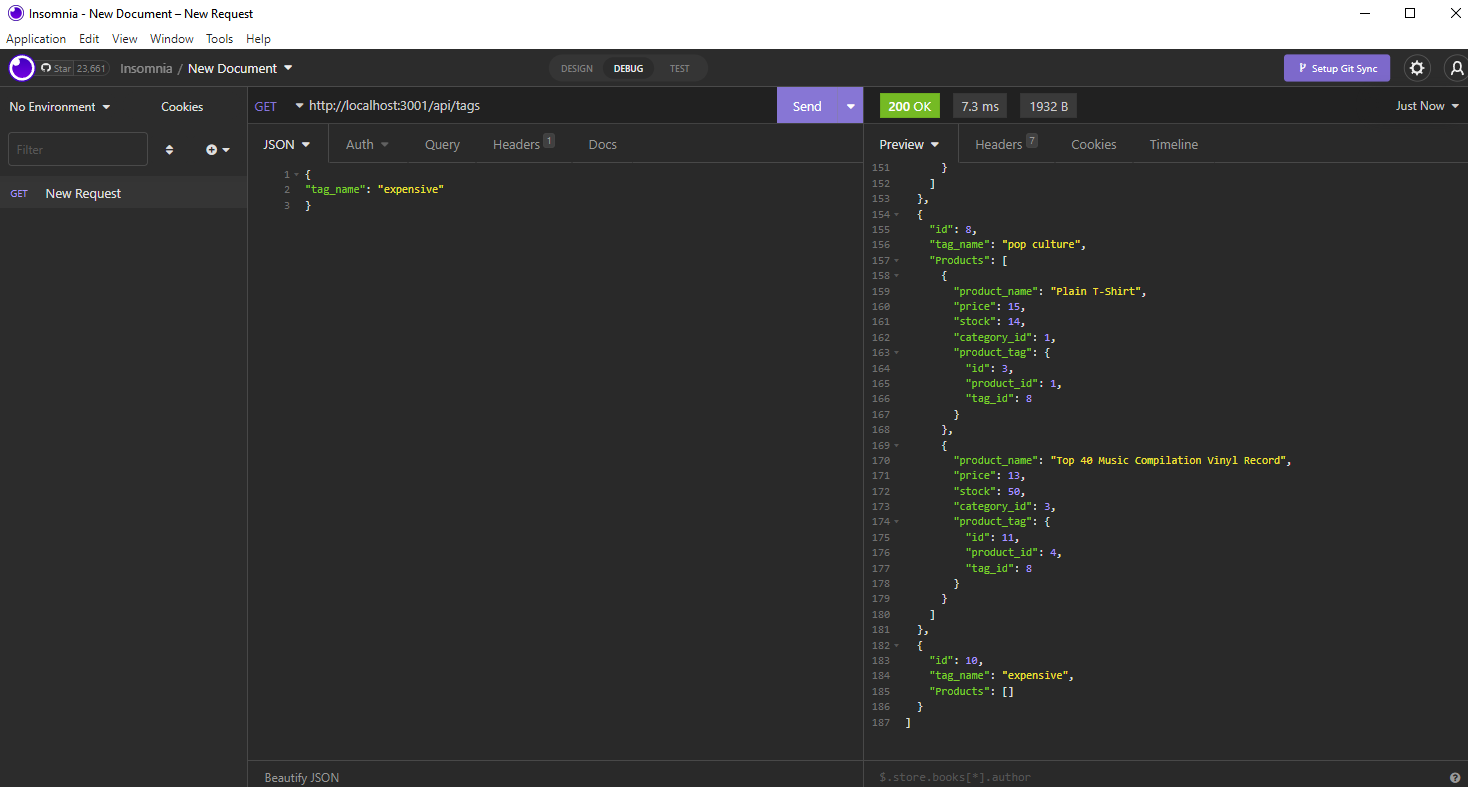 Insomnia - New Document – New Request
Application Edit View Window Tools Help
Star 23,661 Insomnia / New Document DESIGN DEBUG TEST Setup Git Sync
No Environment Cookies
Filter
GET New Request
GET http://localhost:3001/api/tags Send
JSON Auth Query Headers 1 Docs
1 {
2 "tag_name": "expensive"
3 }
Beautify JSON
200 OK 7.3 ms 1932 B Just Now
Preview Headers 7 Cookies Timeline
151 }
152 ]
153 },
154 {
155 "id": 8,
156 "tag_name": "pop culture",
157 "Products": [
158 {
159 "product_name": "Plain T-Shirt",
160 "price": 15,
161 "stock": 14,
162 "category_id": 1,
163 "product_tag": {
164 "id": 3,
165 "product_id": 1,
166 "tag_id": 8
167 }
168 },
169 {
170 "product_name": "Top 40 Music Compilation Vinyl Record",
171 "price": 13,
172 "stock": 50,
173 "category_id": 3,
174 "product_tag": {
175 "id": 11,
176 "product_id": 4,
177 "tag_id": 8
178 }
179 }
180 ]
181 },
182 {
183 "id": 10,
184 "tag_name": "expensive",
185 "Products": []
186 }
187 ]
$.store.books[*].author